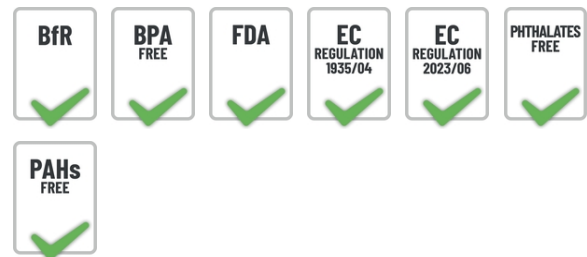 BfR
BPA
FREE
FDA
EC
REGULATION
1935/04
EC
REGULATION
2023/06
PHTHALATES
FREE
PAHs
FREE